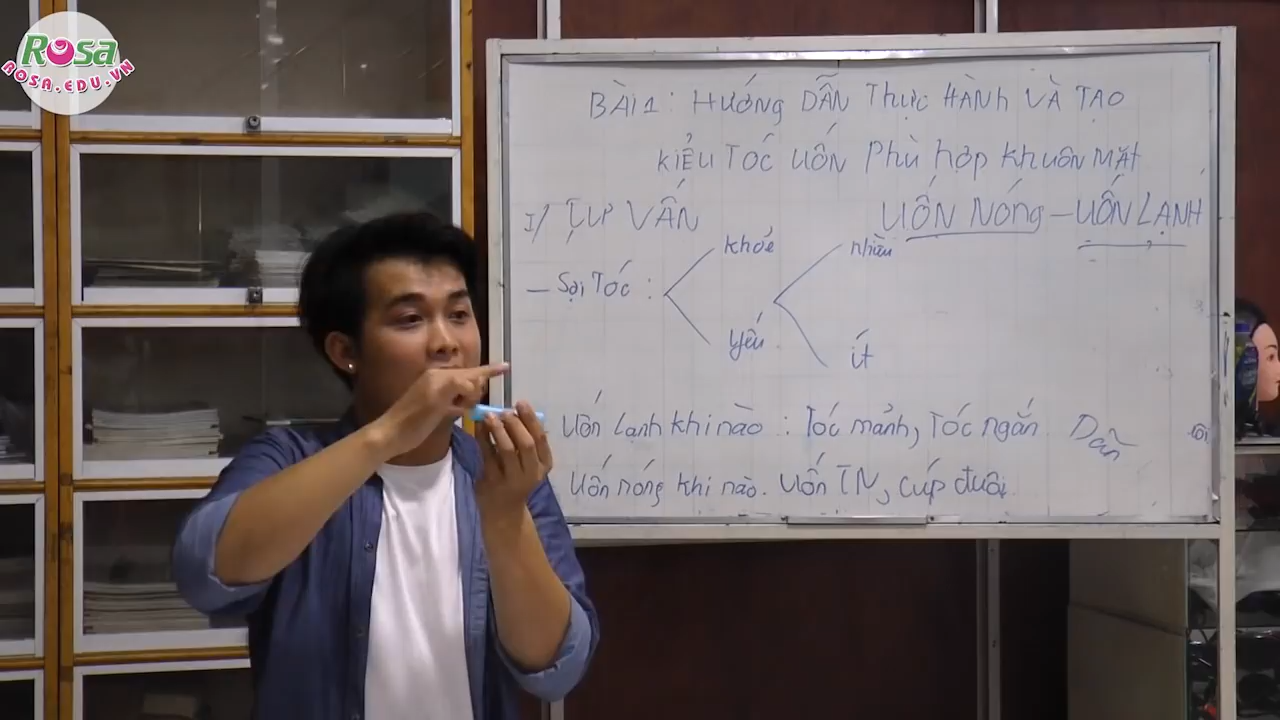 Rosa
ROSA.EDU.VN
BÀI 1 : HƯỚNG DẪN THỰC HÀNH VÀ TẠO
KIỂU TÓC UỐN PHÙ HỢP KHUÔN MẶT
I/ TƯ VẤN
UỐN NÓNG – UỐN LẠNH
khỏe
nhiều
– Sợi Tóc :
yếu
ít
Uốn lạnh khi nào : Tóc mảnh, Tóc ngắn
Uốn nóng khi nào. Uốn TN, cúp đuôi